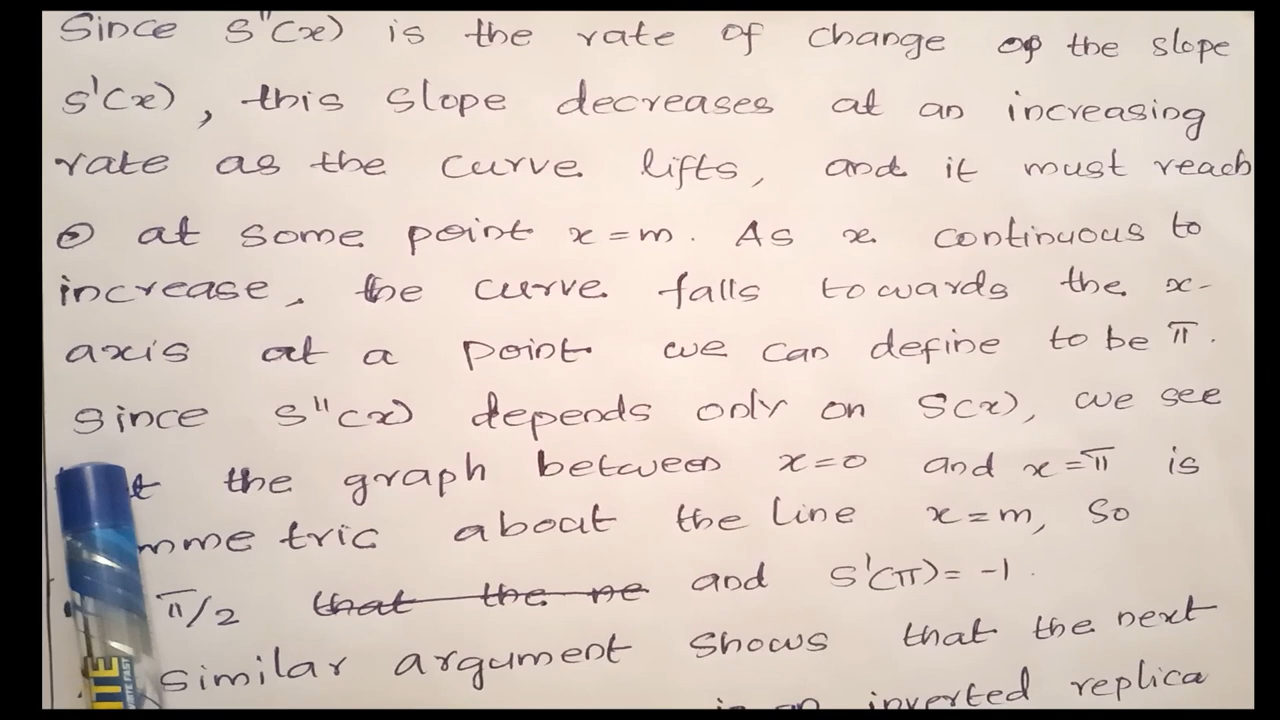 Since S"(x) is the rate of change of the slope
S'(x), this slope decreases at an increasing
rate as the curve lifts, and it must reach
0 at some point x=m. As x continuous to
increase, the curve falls towards the x-
axis at a point we can define to be π.
Since S"(x) depends only on S(x), we see
the graph between x=0 and x=π is
mmetric about the line x=m, so
π/2 that the ne and S'(π)= -1.
similar argument shows that the next
is an inverted replica